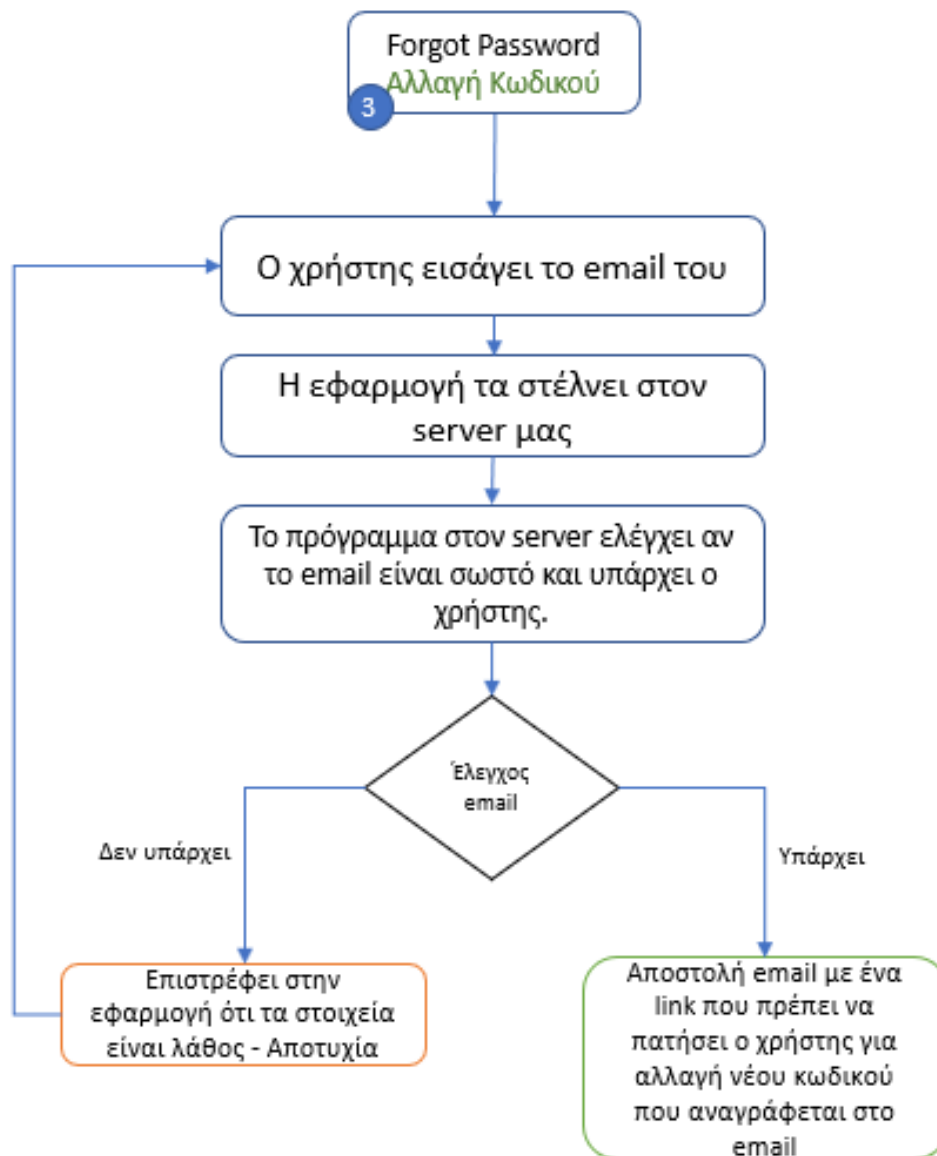 Forgot Password
Αλλαγή Κωδικού
3
Ο χρήστης εισάγει το email του
Η εφαρμογή τα στέλνει στον
server μας
Το πρόγραμμα στον server ελέγχει αν
το email είναι σωστό και υπάρχει ο
χρήστης.
Έλεγχος
email
Δεν υπάρχει
Υπάρχει
Επιστρέφει στην
εφαρμογή ότι τα στοιχεία
είναι λάθος - Αποτυχία
Αποστολή email με ένα
link που πρέπει να
πατήσει ο χρήστης για
αλλαγή νέου κωδικού
που αναγράφεται στο
email